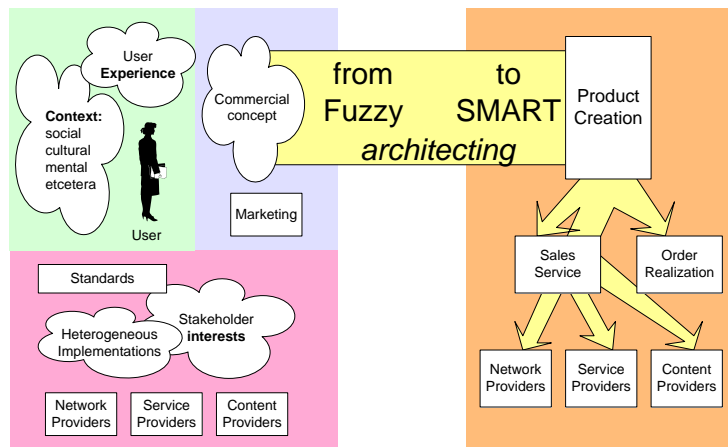 User
Experience
Context:
social
cultural
mental
etcetera
User
Commercial
concept
Marketing
from to
Fuzzy SMART
architecting
Product
Creation
Sales
Service
Order
Realization
Network
Providers
Service
Providers
Content
Providers
Standards
Stakeholder
interests
Heterogeneous
Implementations
Network
Providers
Service
Providers
Content
Providers